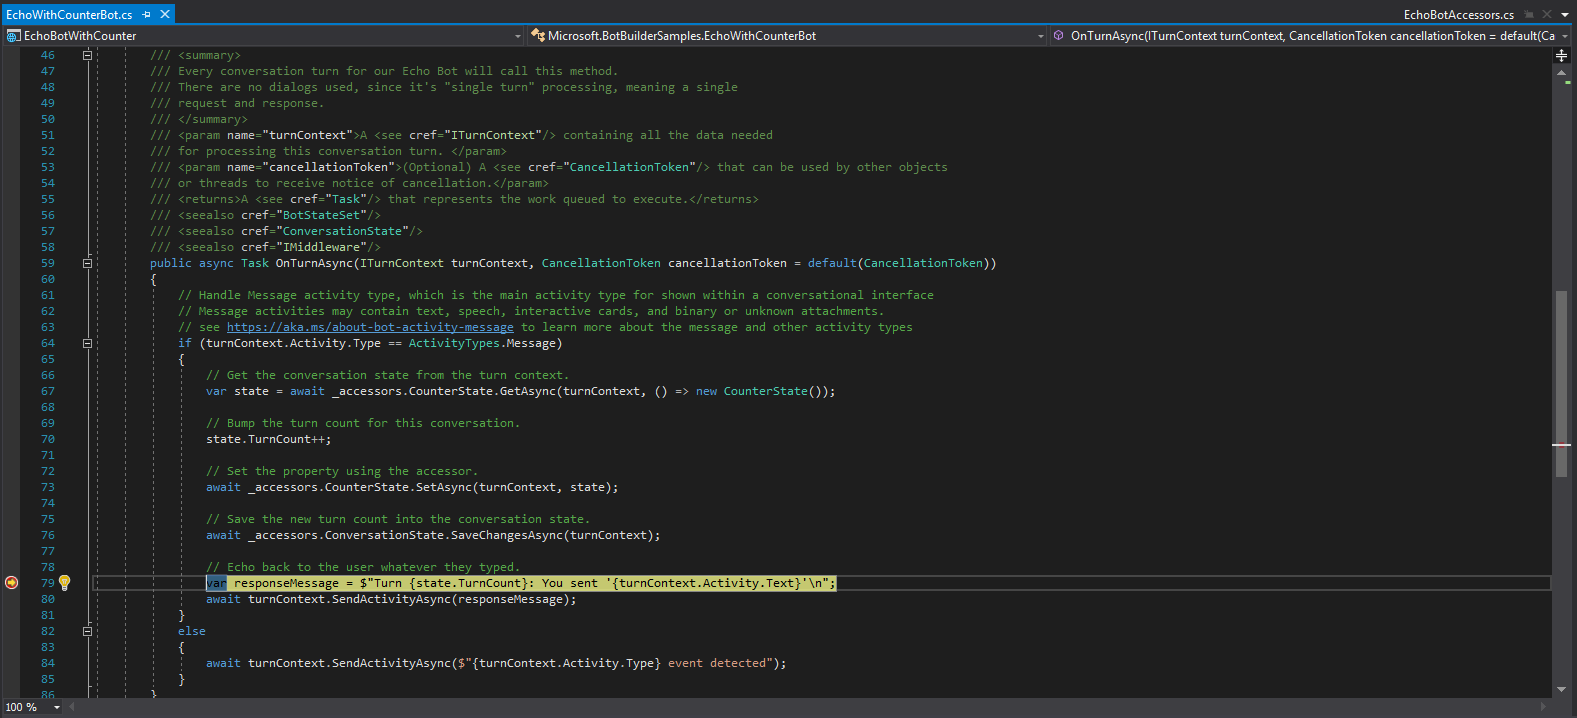 EchoWithCounterBot.cs
EchoBotAccessors.cs
EchoBotWithCounter
Microsoft.BotBuilderSamples.EchoWithCounterBot
OnTurnAsync(ITurnContext turnContext, CancellationToken cancellationToken = default(Ca
46 /// <summary>
47 /// Every conversation turn for our Echo Bot will call this method.
48 /// There are no dialogs used, since it's "single turn" processing, meaning a single
49 /// request and response.
50 /// </summary>
51 /// <param name="turnContext">A <see cref="ITurnContext"/> containing all the data needed
52 /// for processing this conversation turn. </param>
53 /// <param name="cancellationToken">(Optional) A <see cref="CancellationToken"/> that can be used by other objects
54 /// or threads to receive notice of cancellation.</param>
55 /// <returns>A <see cref="Task"/> that represents the work queued to execute.</returns>
56 /// <seealso cref="BotStateSet"/>
57 /// <seealso cref="ConversationState"/>
58 /// <seealso cref="IMiddleware"/>
59 public async Task OnTurnAsync(ITurnContext turnContext, CancellationToken cancellationToken = default(CancellationToken))
60 {
61 // Handle Message activity type, which is the main activity type for shown within a conversational interface
62 // Message activities may contain text, speech, interactive cards, and binary or unknown attachments.
63 // see https://aka.ms/about-bot-activity-message to learn more about the message and other activity types
64 if (turnContext.Activity.Type == ActivityTypes.Message)
65 {
66 // Get the conversation state from the turn context.
67 var state = await _accessors.CounterState.GetAsync(turnContext, () => new CounterState());
68
69 // Bump the turn count for this conversation.
70 state.TurnCount++;
71
72 // Set the property using the accessor.
73 await _accessors.CounterState.SetAsync(turnContext, state);
74
75 // Save the new turn count into the conversation state.
76 await _accessors.ConversationState.SaveChangesAsync(turnContext);
77
78 // Echo back to the user whatever they typed.
79 var responseMessage = $"Turn {state.TurnCount}: You sent '{turnContext.Activity.Text}'\n";
80 await turnContext.SendActivityAsync(responseMessage);
81 }
82 else
83 {
84 await turnContext.SendActivityAsync($"{turnContext.Activity.Type} event detected");
85 }
86 }
100 %